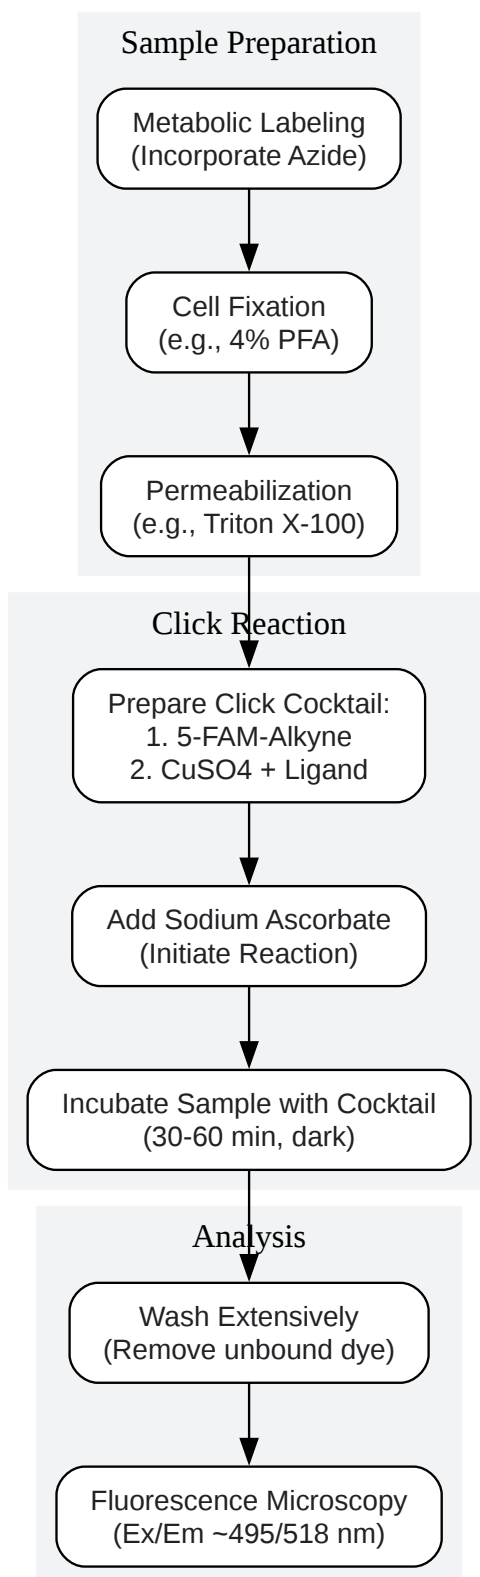 Sample Preparation
Metabolic Labeling
(Incorporate Azide)
Cell Fixation
(e.g., 4% PFA)
Permeabilization
(e.g., Triton X-100)
Click Reaction
Prepare Click Cocktail:
1. 5-FAM-Alkyne
2. CuSO4 + Ligand
Add Sodium Ascorbate
(Initiate Reaction)
Incubate Sample with Cocktail
(30-60 min, dark)
Analysis
Wash Extensively
(Remove unbound dye)
Fluorescence Microscopy
(Ex/Em ~495/518 nm)